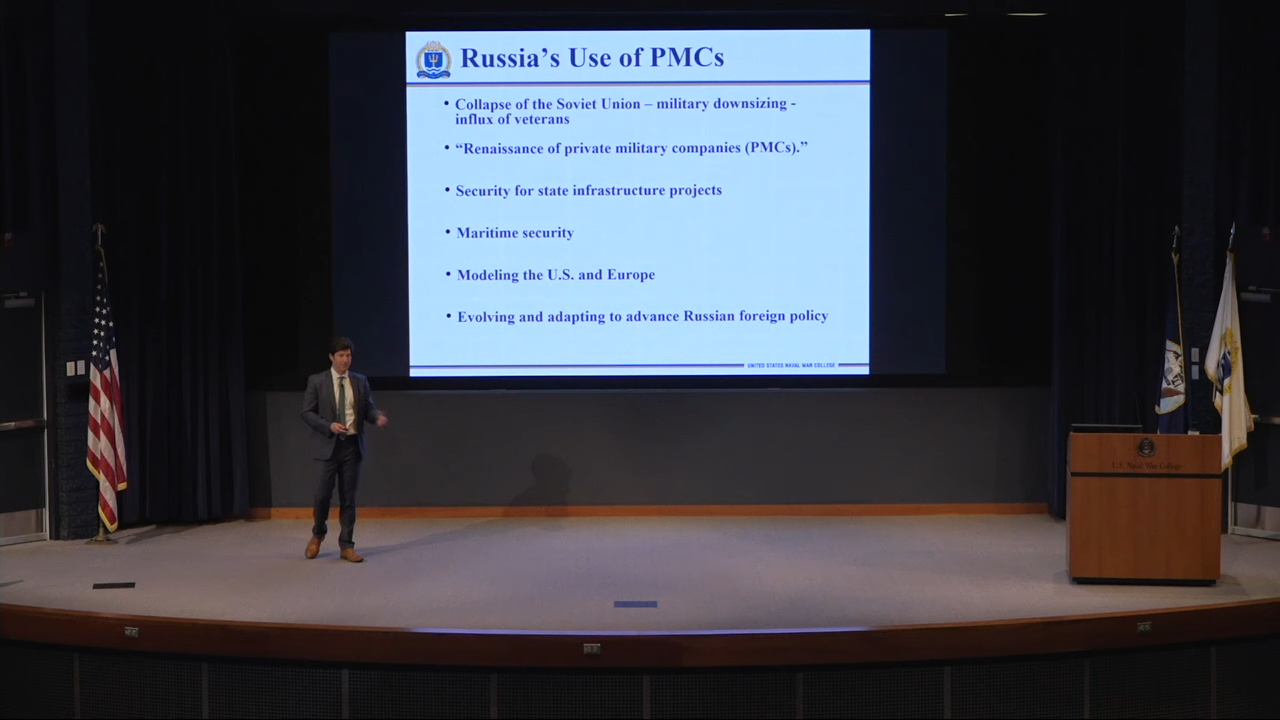 Russia’s Use of PMCs
• Collapse of the Soviet Union – military downsizing -
influx of veterans
• “Renaissance of private military companies (PMCs).”
• Security for state infrastructure projects
• Maritime security
• Modeling the U.S. and Europe
• Evolving and adapting to advance Russian foreign policy
UNITED STATES NAVAL WAR COLLEGE
U.S. Naval War College